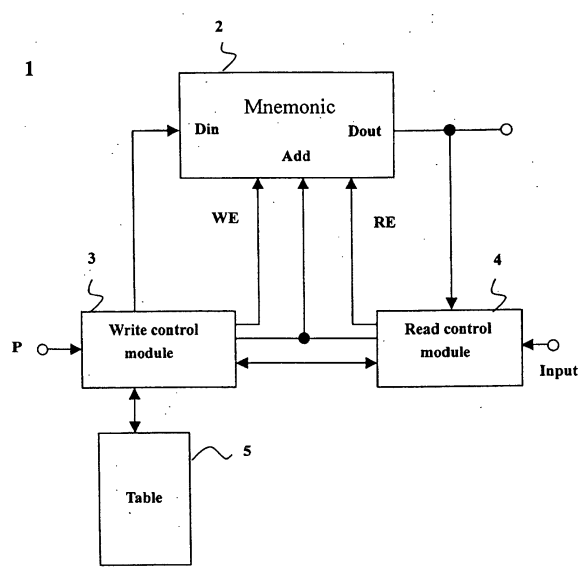 2
1
Mnemonic
Din
Dout
Add
WE
RE
3
4
Write control
module
Read control
module
P
Input
5
Table